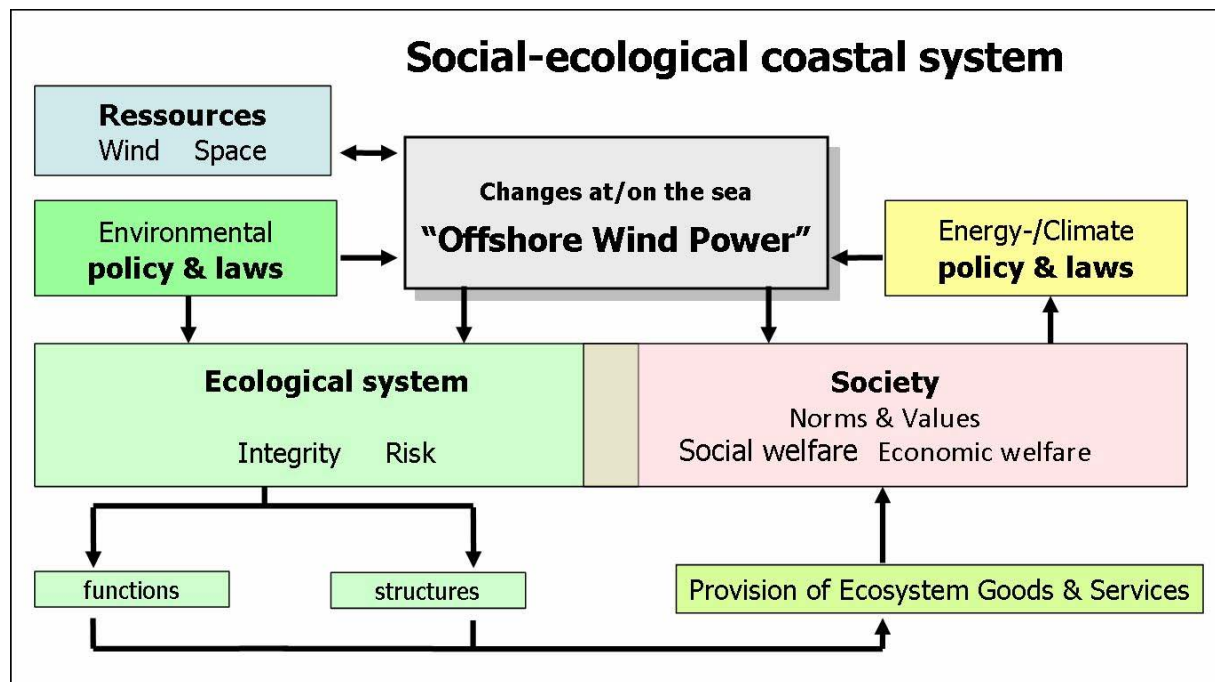 Social-ecological coastal system
Ressources
Wind Space
Changes at/on the sea
“Offshore Wind Power”
Environmental
policy & laws
Energy-/Climate
policy & laws
Ecological system
Integrity Risk
Society
Norms & Values
Social welfare Economic welfare
functions
structures
Provision of Ecosystem Goods & Services